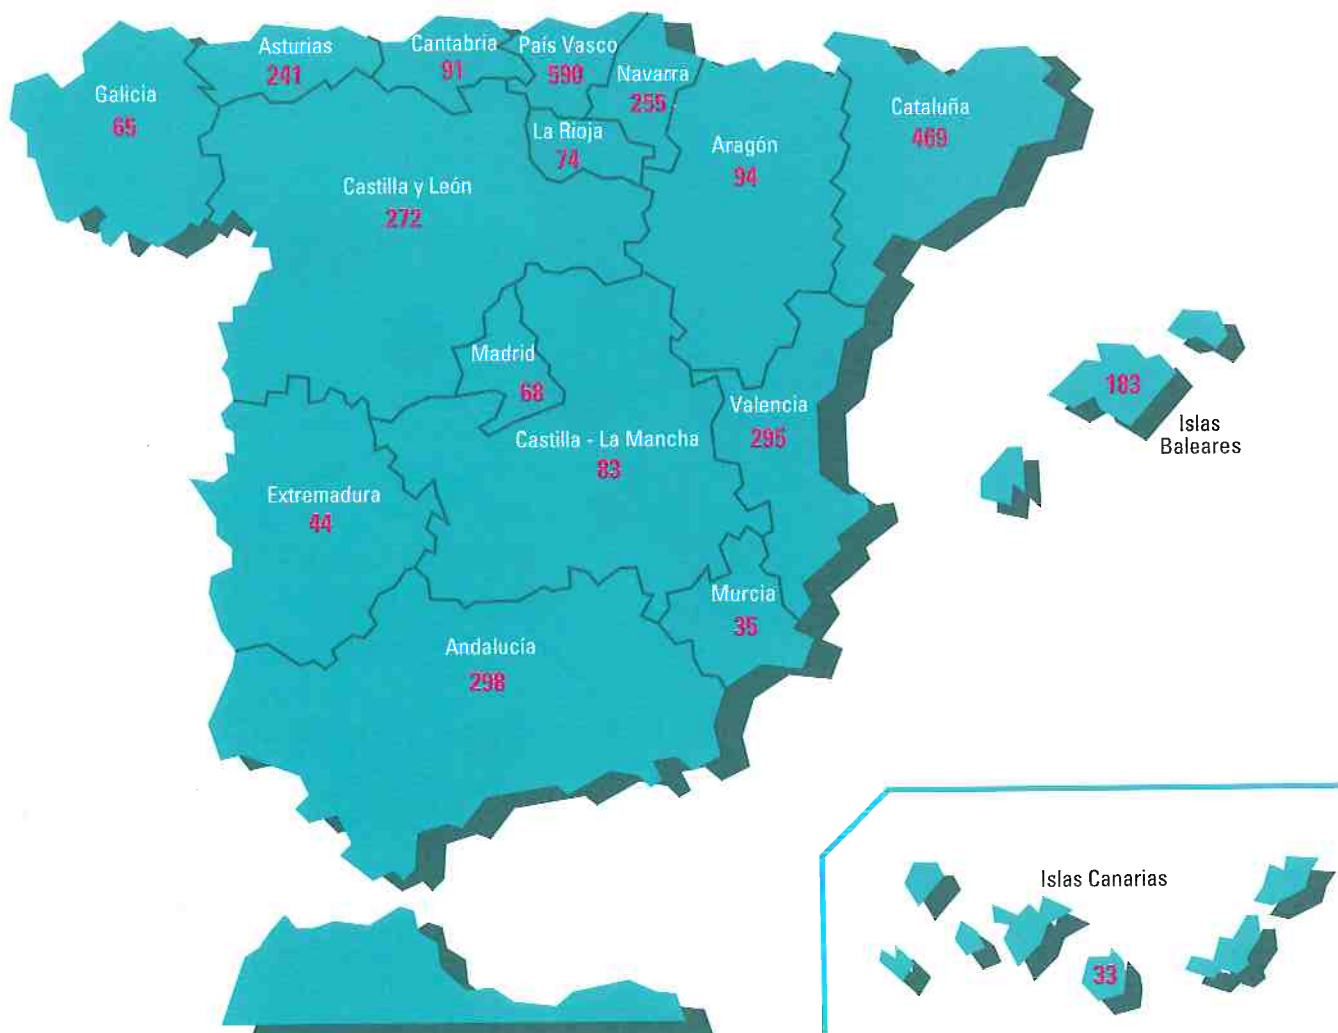 Asturias
241
Cantabria
91
País Vasco
590
Navarra
255
Galicia
65
La Rioja
74
Aragón
94
Cataluña
469
Castilla y León
272
Madrid
68
Valencia
295
183
Islas
Baleares
Castilla - La Mancha
83
Extremadura
44
Murcia
35
Andalucía
298
Islas Canarias
33